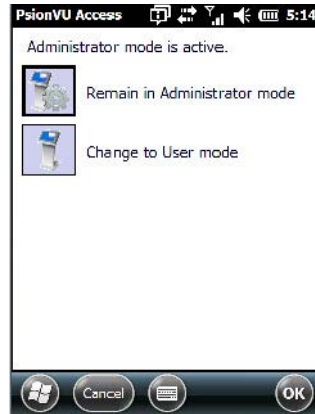 PsionVU Access 5:14
Administrator mode is active.
Remain in Administrator mode
Change to User mode
Cancel OK